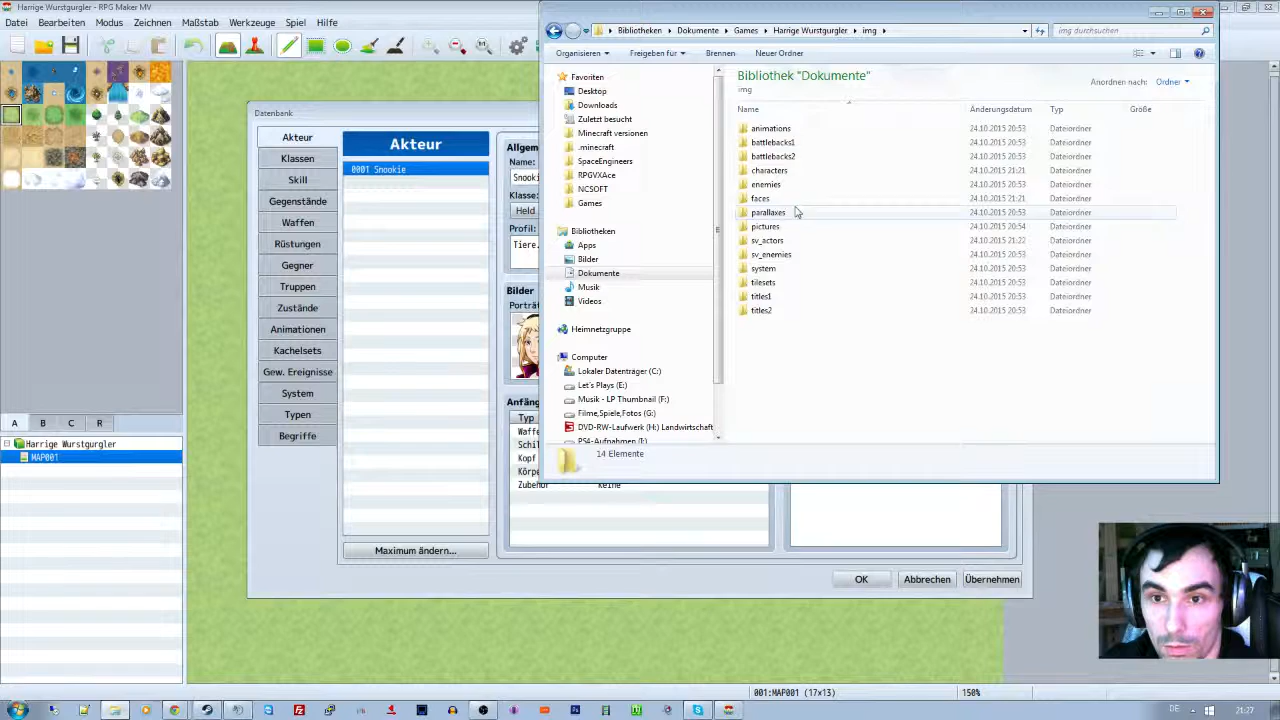 Harrige Wurstgurgler - RPG Maker MV
Datei Bearbeiten Modus Zeichnen Maßstab Werkzeuge Spiel Hilfe
Bibliotheken Dokumente Games Harrige Wurstgurgler img
img durchsuchen
Organisieren Freigeben für Brennen Neuer Ordner
Favoriten
Desktop
Downloads
Zuletzt besucht
Minecraft versionen
.minecraft
SpaceEngineers
RPGVXAce
NCSOFT
Games
Bibliotheken
Apps
Bilder
Dokumente
Musik
Videos
Heimnetzgruppe
Computer
Lokaler Datenträger (C:)
Let's Plays (E:)
Musik - LP Thumbnail (F:)
Filme,Spiele,Fotos (G:)
DVD-RW-Laufwerk (H:) Landwirtschaft
PS4-Aufnahmen (I:)
Bibliothek "Dokumente"
img
Anordnen nach: Ordner
Name Änderungsdatum Typ Größe
animations 24.10.2015 20:53 Dateiordner
battlebacks1 24.10.2015 20:53 Dateiordner
battlebacks2 24.10.2015 20:53 Dateiordner
characters 24.10.2015 21:21 Dateiordner
enemies 24.10.2015 20:53 Dateiordner
faces 24.10.2015 21:21 Dateiordner
parallaxes 24.10.2015 20:53 Dateiordner
pictures 24.10.2015 20:54 Dateiordner
sv_actors 24.10.2015 21:22 Dateiordner
sv_enemies 24.10.2015 20:53 Dateiordner
system 24.10.2015 20:53 Dateiordner
tilesets 24.10.2015 20:53 Dateiordner
titles1 24.10.2015 20:53 Dateiordner
titles2 24.10.2015 20:53 Dateiordner
14 Elemente
Datenbank
Akteur
Klassen
Skill
Gegenstände
Waffen
Rüstungen
Gegner
Truppen
Zustände
Animationen
Kachelsets
Gew. Ereignisse
System
Typen
Begriffe
Akteur
0001 Snookie
Maximum ändern...
Allgem
Name:
Snooki
Klasse:
Held
Profil:
Tiere.
Bilder
Porträt
Anfäng
Typ
Waffe
Schil
Kopf
Körpe
Zubehör Keine
OK Abbrechen Übernehmen
A B C R
Harrige Wurstgurgler
MAP001
001:MAP001 (17×13) 150%
DE 21:27